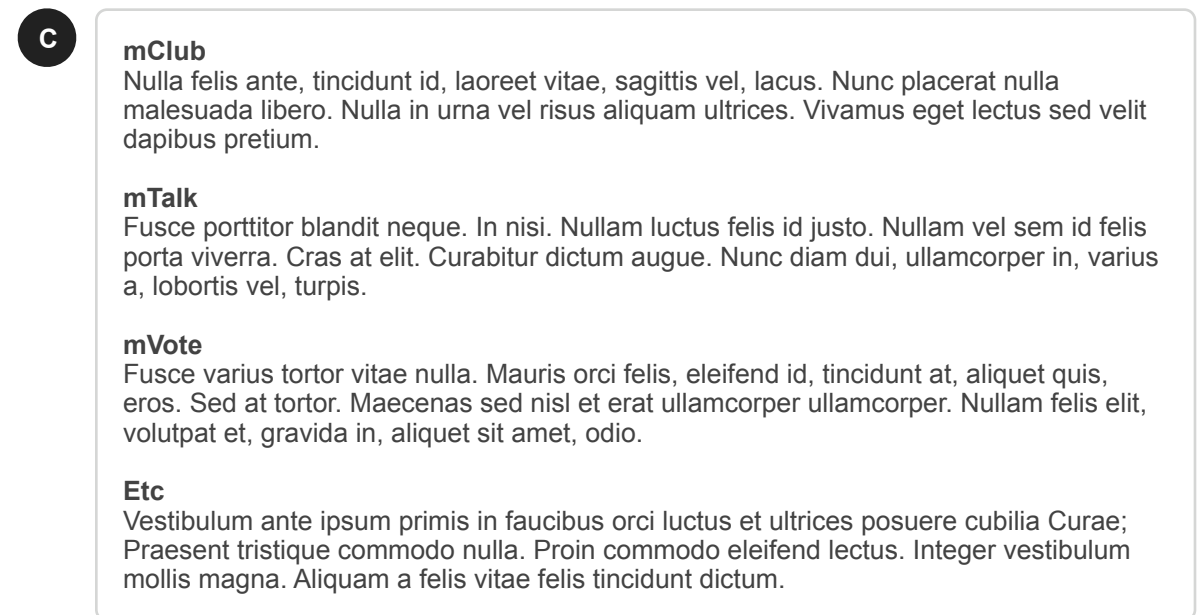 C
mClub
Nulla felis ante, tincidunt id, laoreet vitae, sagittis vel, lacus. Nunc placerat nulla
malesuada libero. Nulla in urna vel risus aliquam ultrices. Vivamus eget lectus sed velit
dapibus pretium.
mTalk
Fusce porttitor blandit neque. In nisi. Nullam luctus felis id justo. Nullam vel sem id felis
porta viverra. Cras at elit. Curabitur dictum augue. Nunc diam dui, ullamcorper in, varius
a, lobortis vel, turpis.
mVote
Fusce varius tortor vitae nulla. Mauris orci felis, eleifend id, tincidunt at, aliquet quis,
eros. Sed at tortor. Maecenas sed nisl et erat ullamcorper ullamcorper. Nullam felis elit,
volutpat et, gravida in, aliquet sit amet, odio.
Etc
Vestibulum ante ipsum primis in faucibus orci luctus et ultrices posuere cubilia Curae;
Praesent tristique commodo nulla. Proin commodo eleifend lectus. Integer vestibulum
mollis magna. Aliquam a felis vitae felis tincidunt dictum.